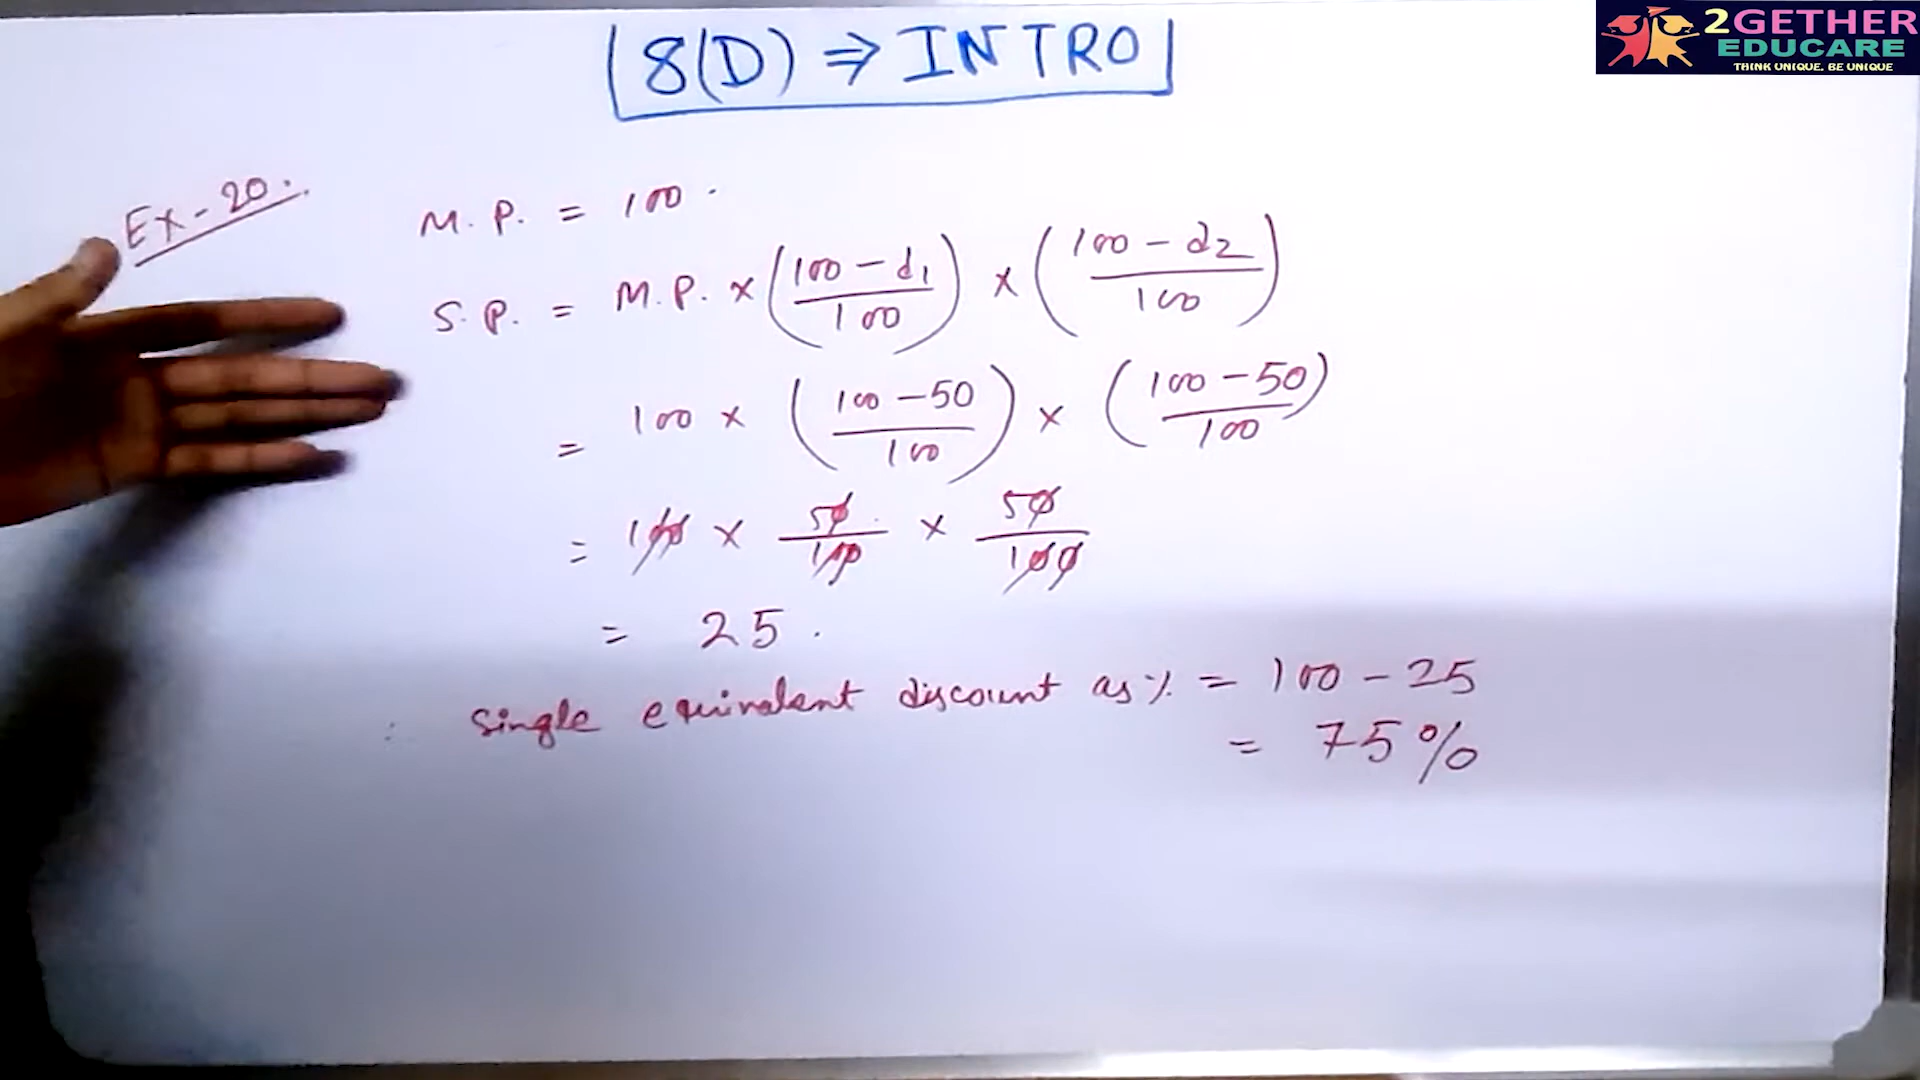 8(D) ⇒ INTRO
2GETHER
EDUCARE
THINK UNIQUE. BE UNIQUE
Ex - 20.
M.P. = 100.
S.P. = M.P. × (100 - d1 / 100) × (100 - d2 / 100)
= 100 × (100 - 50 / 100) × (100 - 50 / 100)
= 100 × 50 / 100 × 50 / 100
= 25.
∴ Single equivalent discount as % = 100 - 25
= 75%